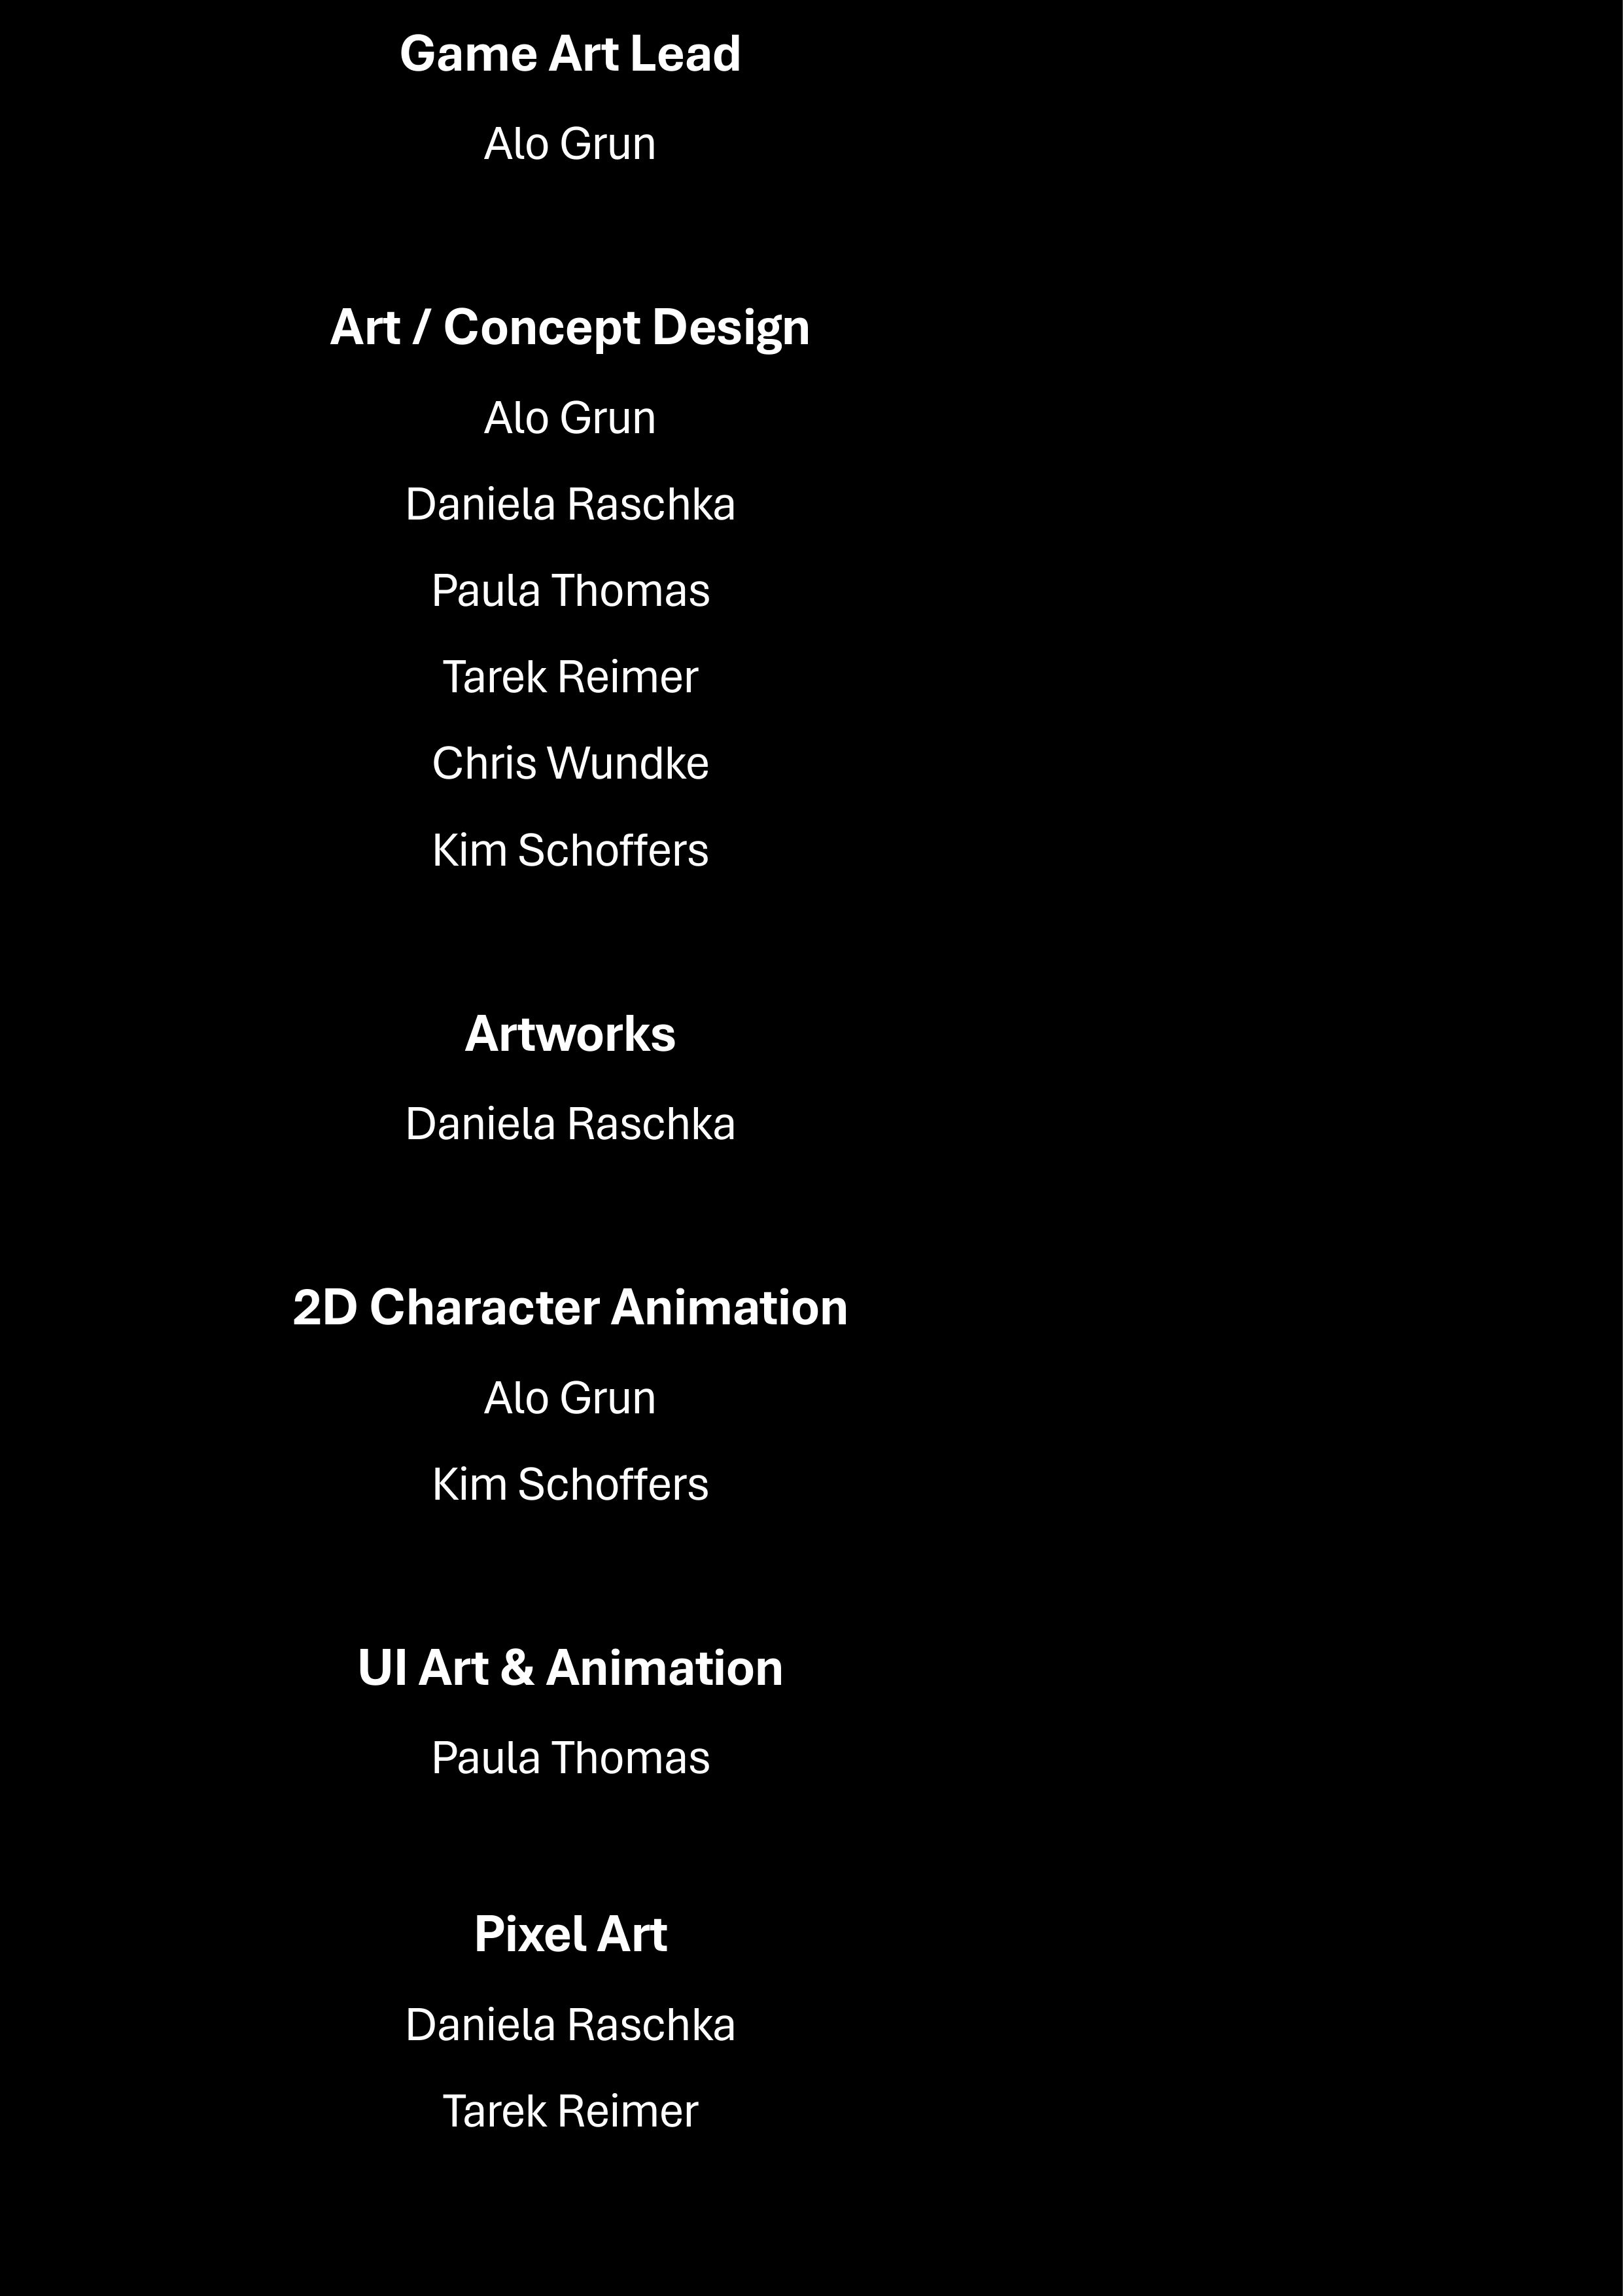 Game Art Lead
Alo Grun
Art / Concept Design
Alo Grun
Daniela Raschka
Paula Thomas
Tarek Reimer
Chris Wundke
Kim Schoffers
Artworks
Daniela Raschka
2D Character Animation
Alo Grun
Kim Schoffers
UI Art & Animation
Paula Thomas
Pixel Art
Daniela Raschka
Tarek Reimer